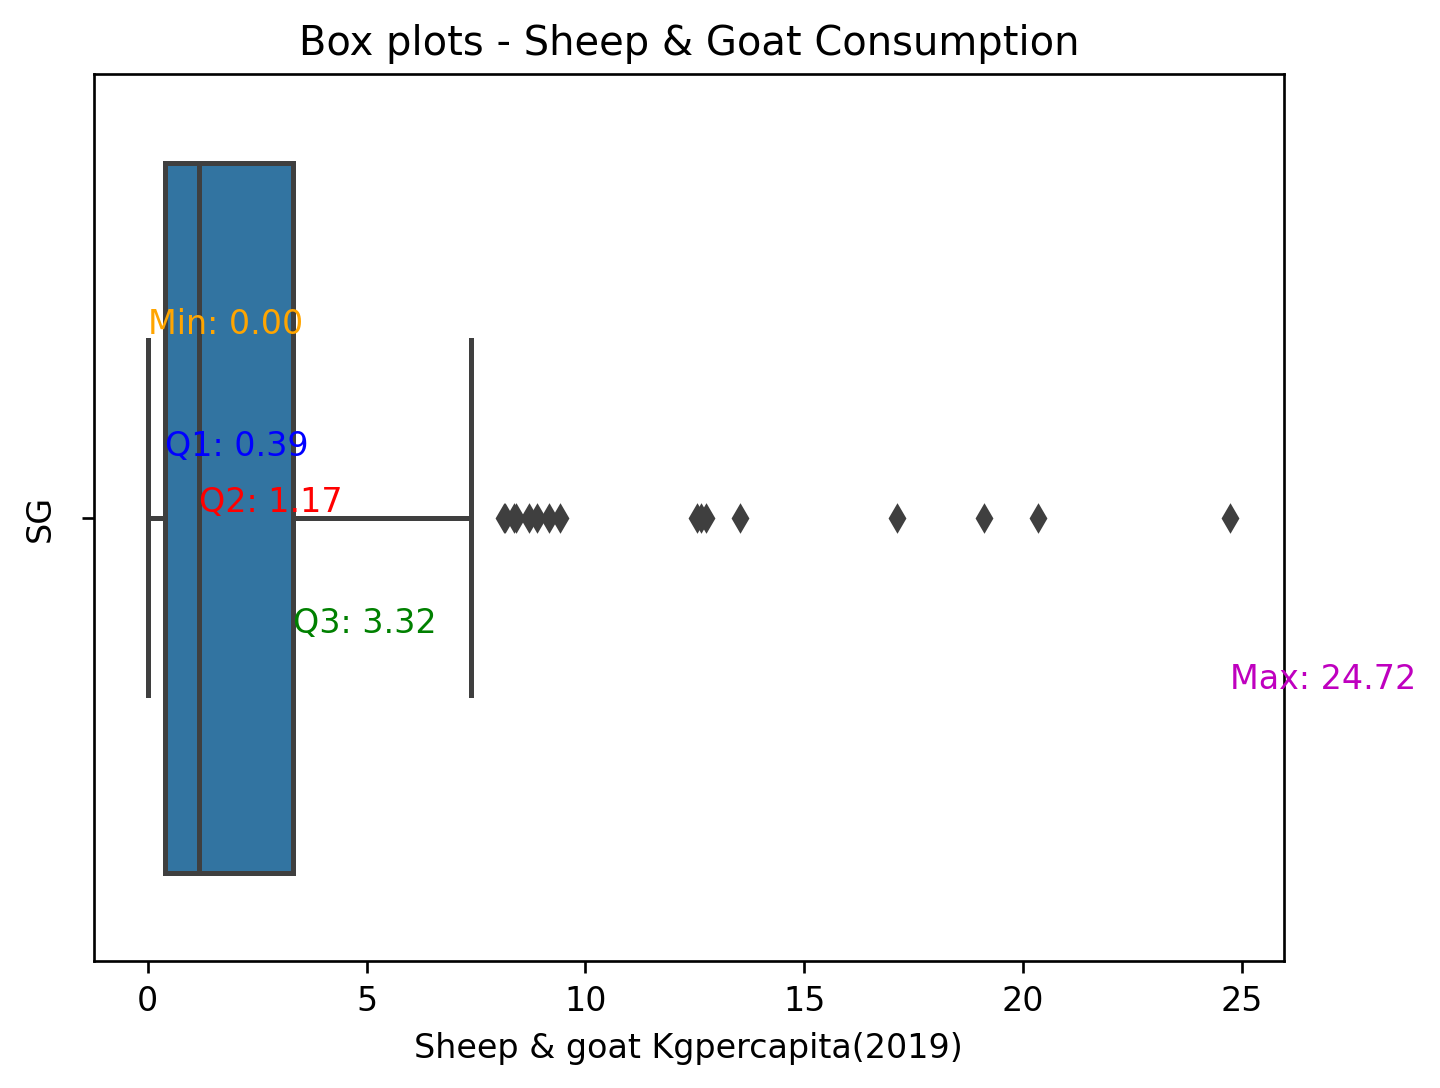 Box plots - Sheep & Goat Consumption
Min: 0.00
Q1: 0.39
Q2: 1.17
SG
Q3: 3.32
Max: 24.72
0 5 10 15 20 25
Sheep & goat Kgpercapita(2019)